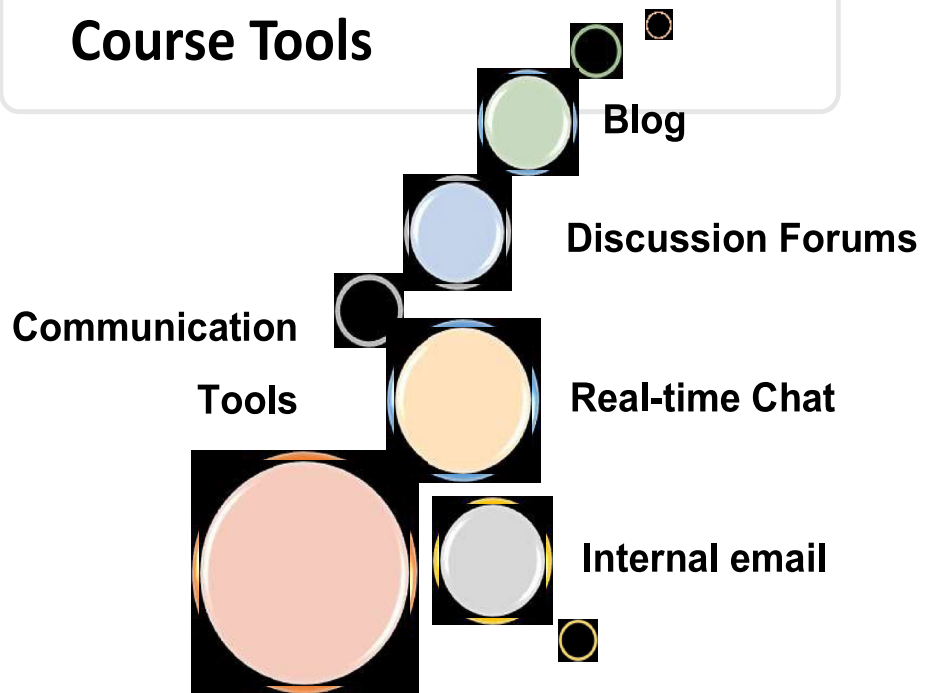 Course Tools
Blog
Discussion Forums
Communication
Tools
Real-time Chat
Internal email